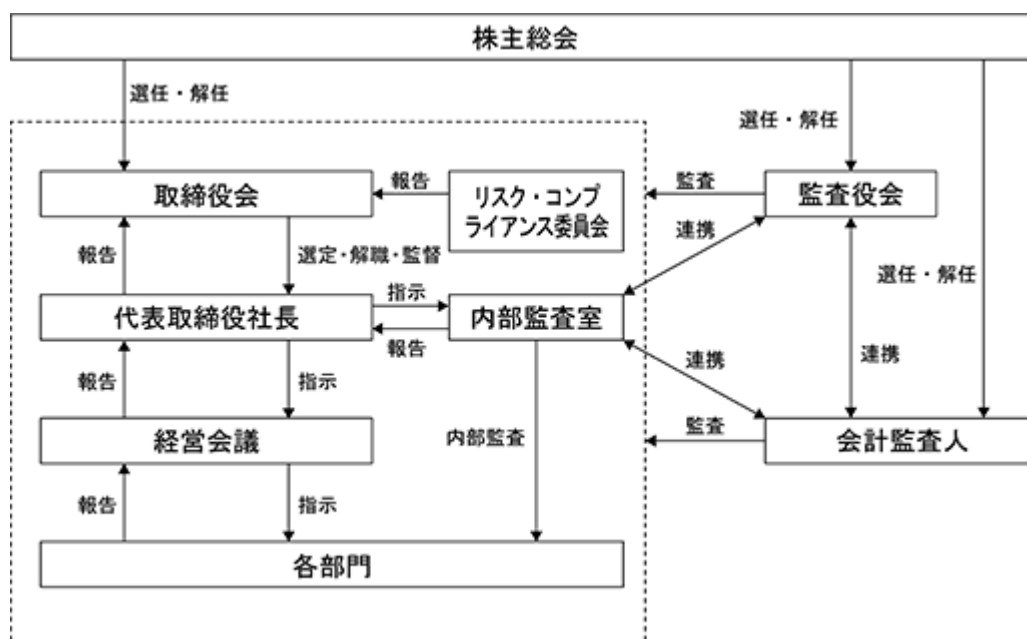 株主総会
選任・解任
選任・解任
取締役会
報告
リスク・コンプ
ライアンス委員会
監査
監査役会
報告
選定・解職・監督
連携
選任・解任
代表取締役社長
指示
報告
内部監査室
報告
指示
連携
連携
経営会議
内部監査
監査
会計監査人
報告
指示
各部門